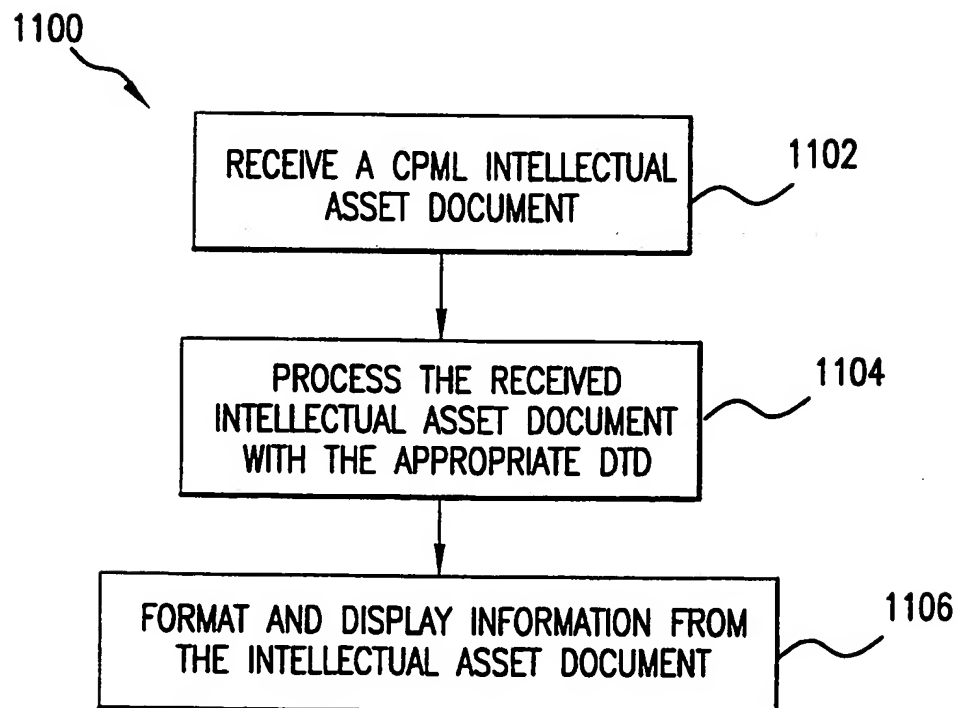 1100
RECEIVE A CPML INTELLECTUAL
ASSET DOCUMENT
1102
PROCESS THE RECEIVED
INTELLECTUAL ASSET DOCUMENT
WITH THE APPROPRIATE DTD
1104
FORMAT AND DISPLAY INFORMATION FROM
THE INTELLECTUAL ASSET DOCUMENT
1106